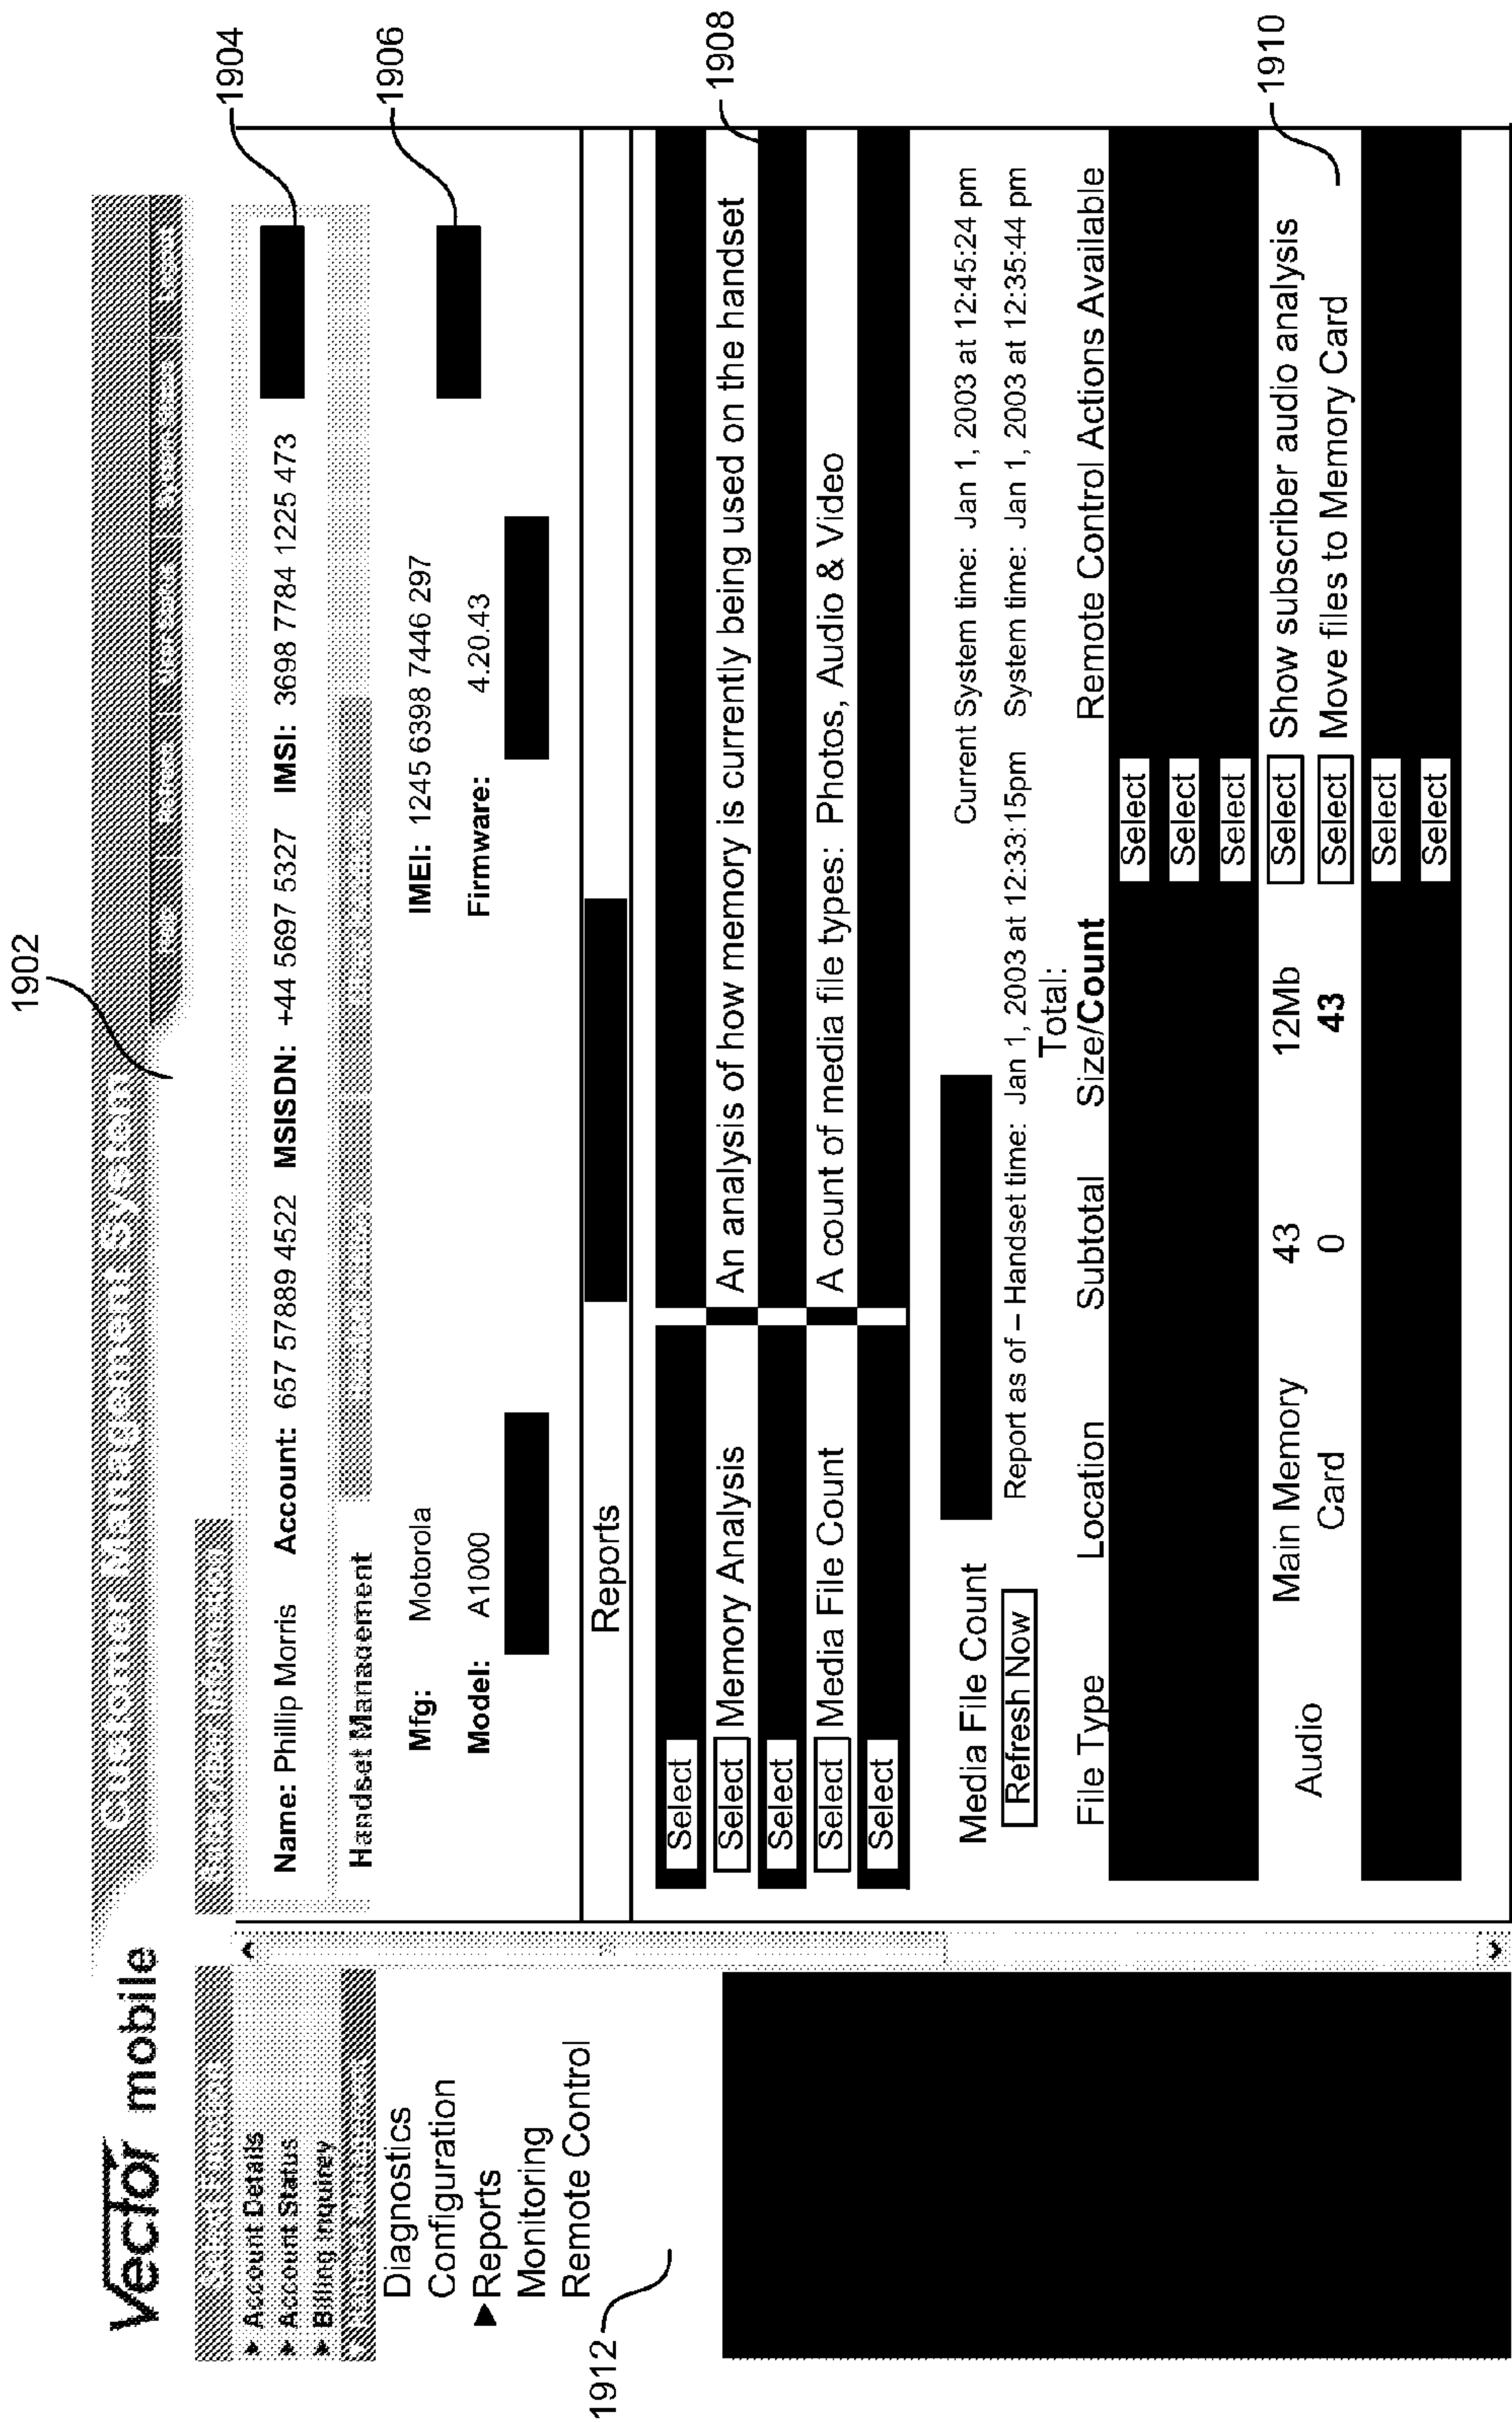 1902
Vector mobile
Customer Management System
1904
Account Details
Account Status
Billing Inquirey
Name: Phillip Morris Account: 657 57889 4522 MSISDN: +44 5697 5327 IMSI: 3698 7784 1225 473
Handset Management
1906
Diagnostics
Configuration
Reports
Monitoring
Remote Control
1912
Mfg: Motorola IMEI: 1245 6398 7446 297
Model: A1000 Firmware: 4.20.43
Reports
Select
Select Memory Analysis An analysis of how memory is currently being used on the handset
1908
Select
Select Media File Count A count of media file types: Photos, Audio & Video
Select
Media File Count Current System time: Jan 1, 2003 at 12:45:24 pm
Refresh Now Report as of – Handset time: Jan 1, 2003 at 12:33:15pm System time: Jan 1, 2003 at 12:35:44 pm
Total:
File Type Location Subtotal Size/Count Remote Control Actions Available
Select
Select
Select
Audio Main Memory 43 12Mb Select Show subscriber audio analysis
Card 0 43 Select Move files to Memory Card
1910
Select
Select